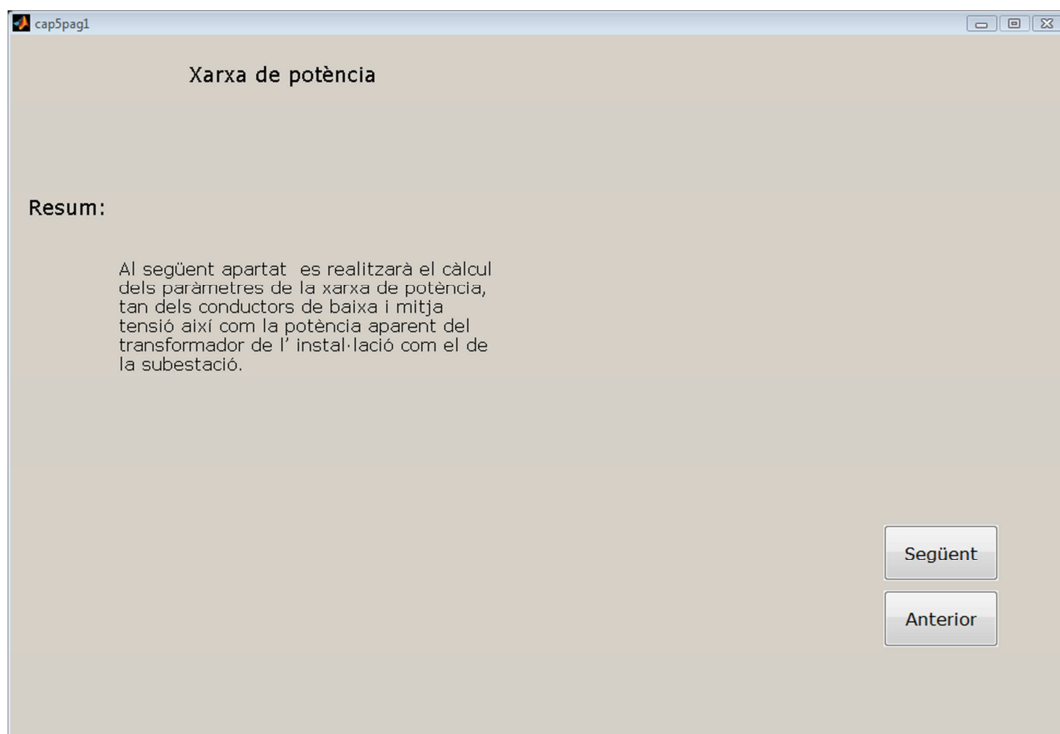 cap5pag1
Xarxa de potència
Resum:
Al següent apartat  es realitzarà el càlcul
dels paràmetres de la xarxa de potència,
tan dels conductors de baixa i mitja
tensió així com la potència aparent del
transformador de l’ instal·lació com el de
la subestació.
Següent
Anterior